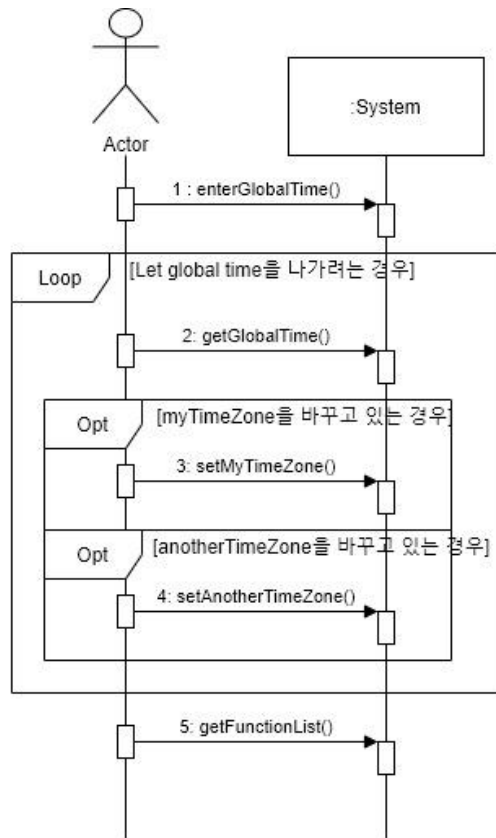 Actor
:System
1 : enterGlobalTime()
Loop
[Let global time을 나가려는 경우]
2: getGlobalTime()
Opt
[myTimeZone을 바꾸고 있는 경우]
3: setMyTimeZone()
Opt
[anotherTimeZone을 바꾸고 있는 경우]
4: setAnotherTimeZone()
5: getFunctionList()